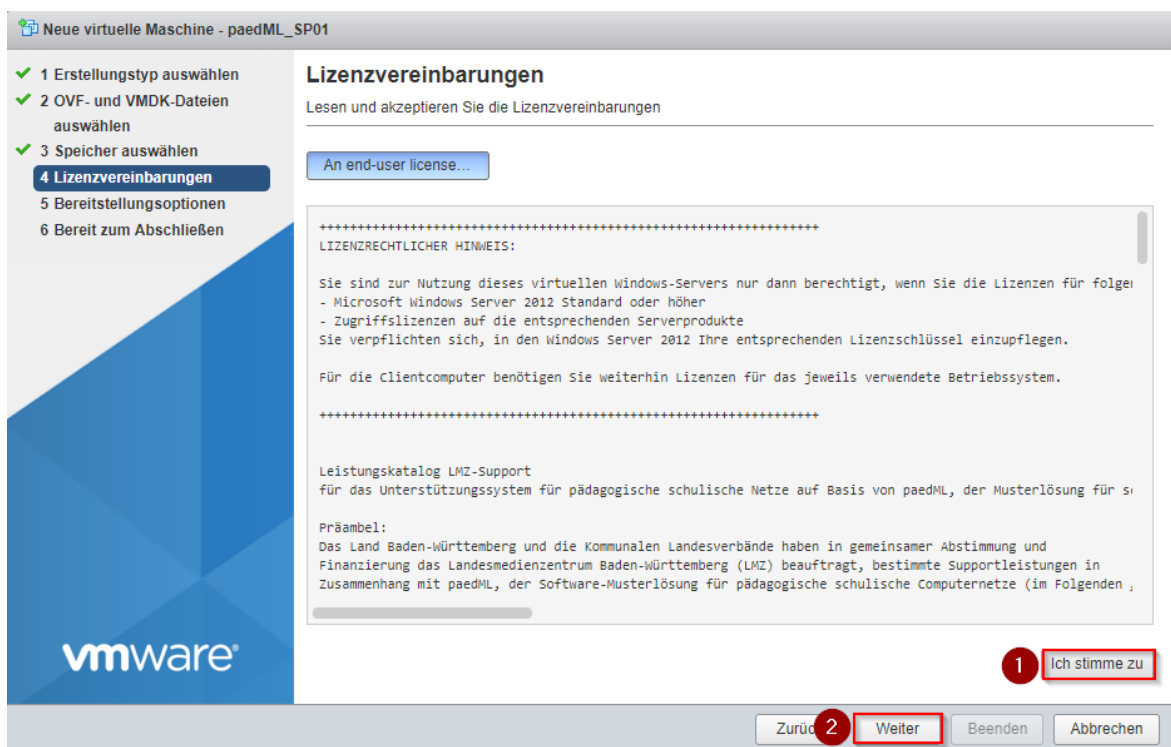 Neue virtuelle Maschine - paedML_SP01
1 Erstellungstyp auswählen
2 OVF- und VMDK-Dateien
auswählen
3 Speicher auswählen
4 Lizenzvereinbarungen
5 Bereitstellungsoptionen
6 Bereit zum Abschließen
Lizenzvereinbarungen
Lesen und akzeptieren Sie die Lizenzvereinbarungen
An end-user license...
++++++++++++++++++++++++++++++++++++++++++++++++++++++++++++++++++
LIZENZRECHTLICHER HINWEIS:
Sie sind zur Nutzung dieses virtuellen Windows-Servers nur dann berechtigt, wenn Sie die Lizenzen für
- Microsoft Windows Server 2012 Standard oder höher
- Zugriffslizenzen auf die entsprechenden Serverprodukte
Sie verpflichten sich, in den Windows Server 2012 Ihre entsprechenden Lizenzschlüssel einzupflegen.
Für die Clientcomputer benötigen Sie weiterhin Lizenzen für das jeweils verwendete Betriebssystem.
++++++++++++++++++++++++++++++++++++++++++++++++++++++++++++++++++
Leistungskatalog LMZ-Support
für das Unterstützungssystem für pädagogische schulische Netze auf Basis von paedML, der Musterlösung für
Präambel:
Das Land Baden-Württemberg und die Kommunalen Landesverbände haben in gemeinsamer Abstimmung und
Finanzierung das Landesmedienzentrum Baden-Württemberg (LMZ) beauftragt, bestimmte Supportleistungen in
Zusammenhang mit paedML, der Software-Musterlösung für pädagogische schulische Computernetze (im Folgenden
vmware®
1 Ich stimme zu
2 Weiter
Beenden
Abbrechen